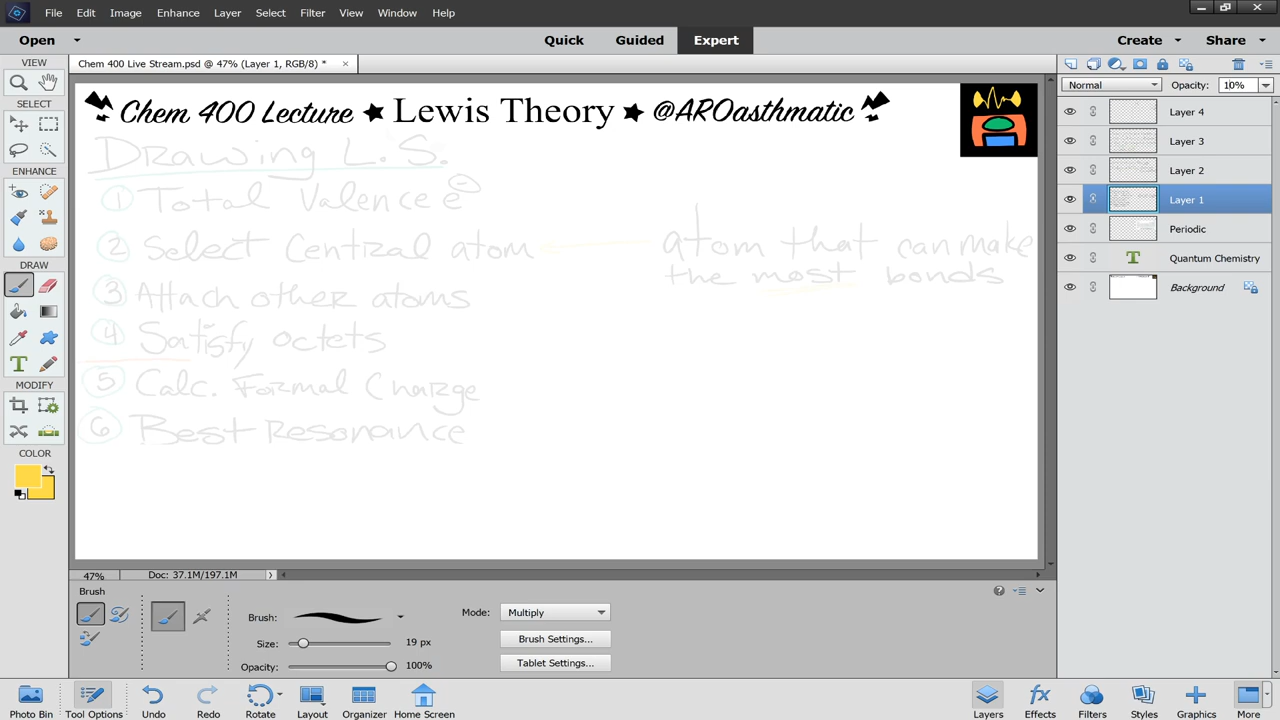 File Edit Image Enhance Layer Select Filter View Window Help
Open Quick Guided Expert Create Share
VIEW
SELECT
DRAW
MODIFY
COLOR
Chem 400 Live Stream.psd @ 47% (Layer 1, RGB/8) * ×
Chem 400 Lecture ★ Lewis Theory ★ @AROasthmatic
Drawing L.S.
① Total Valence e⊖
② Select Central atom ← atom that can make
the most bonds
③ Attach other atoms
④ Satisfy octets
⑤ Calc. Formal Charge
⑥ Best Resonance
Normal Opacity: 10%
Layer 4
Layer 3
Layer 2
Layer 1
Periodic
T Quantum Chemistry
Background
47% Doc: 37.1M/197.1M
Brush
Brush: Mode: Multiply
Size: 19 px Brush Settings...
Opacity: 100% Tablet Settings...
Photo Bin Tool Options Undo Redo Rotate Layout Organizer Home Screen Layers Effects Filters Styles Graphics More